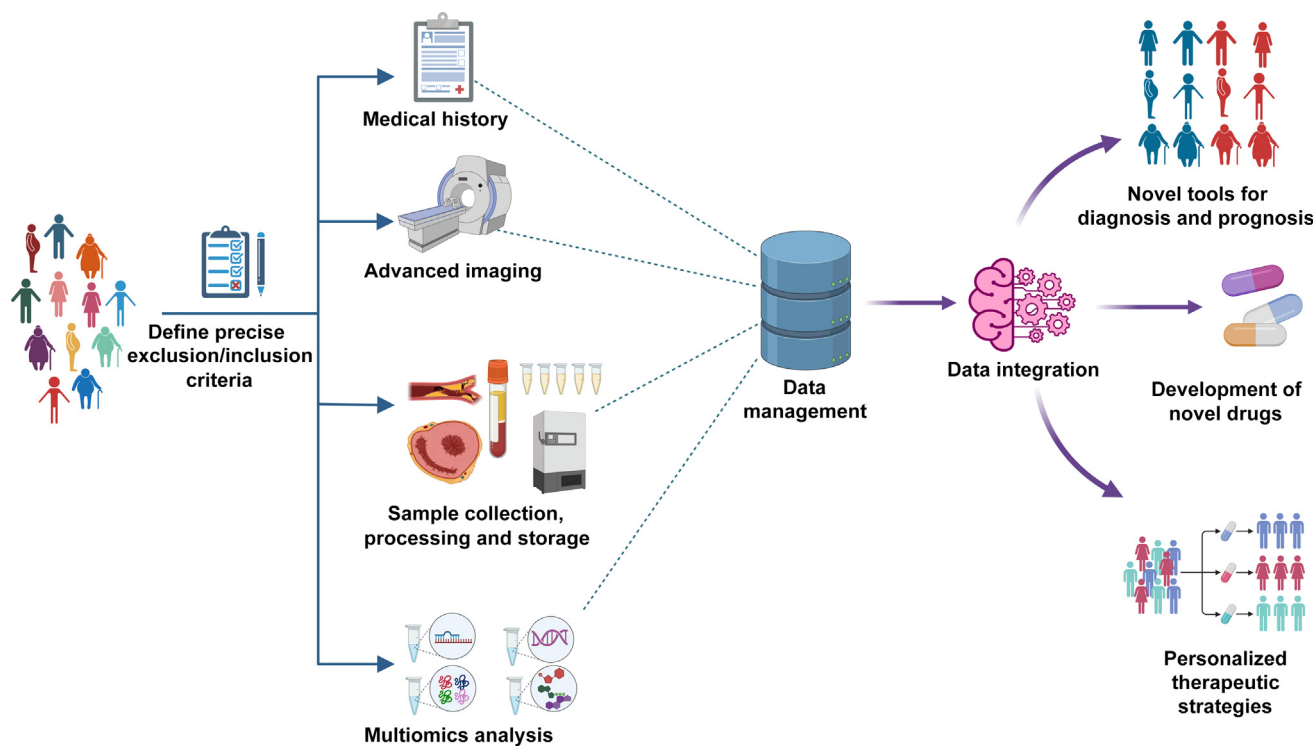 Medical history
Advanced imaging
Define precise
exclusion/inclusion
criteria
Sample collection,
processing and storage
Multiomics analysis
Data
management
Data integration
Novel tools for
diagnosis and prognosis
Development of
novel drugs
Personalized
therapeutic
strategies